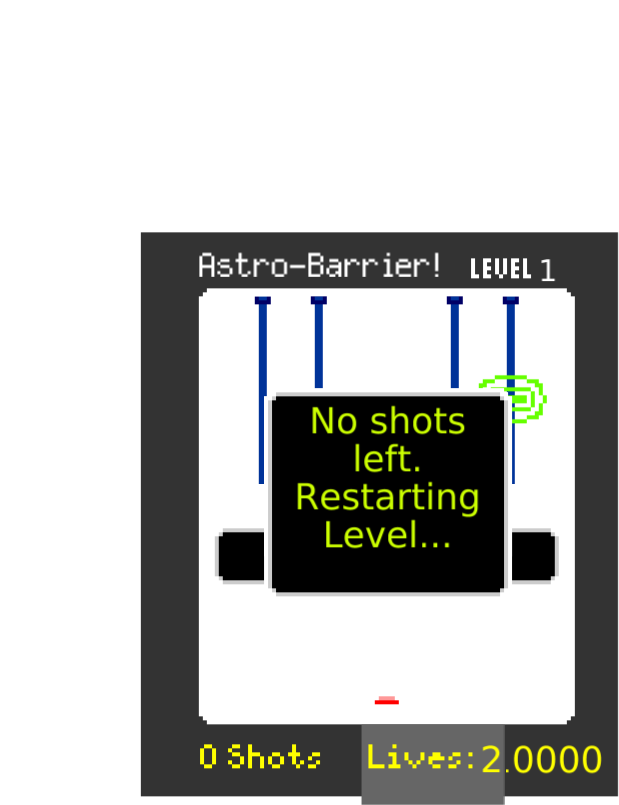 Astro-Barrier! LEVEL 1
No shots
left.
Restarting
Level...
0 Shots Lives: 2.0000